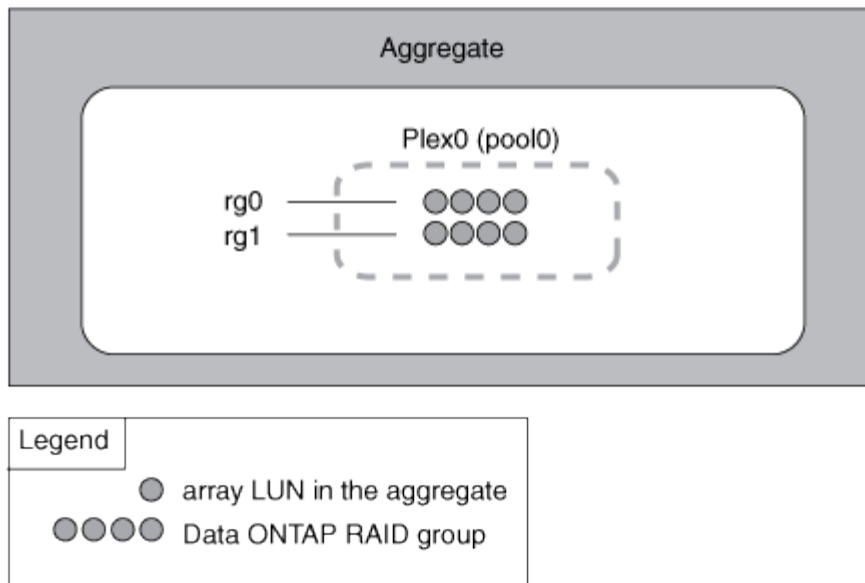 Aggregate
Plex0 (pool0)
rg0
rg1
Legend
array LUN in the aggregate
Data ONTAP RAID group